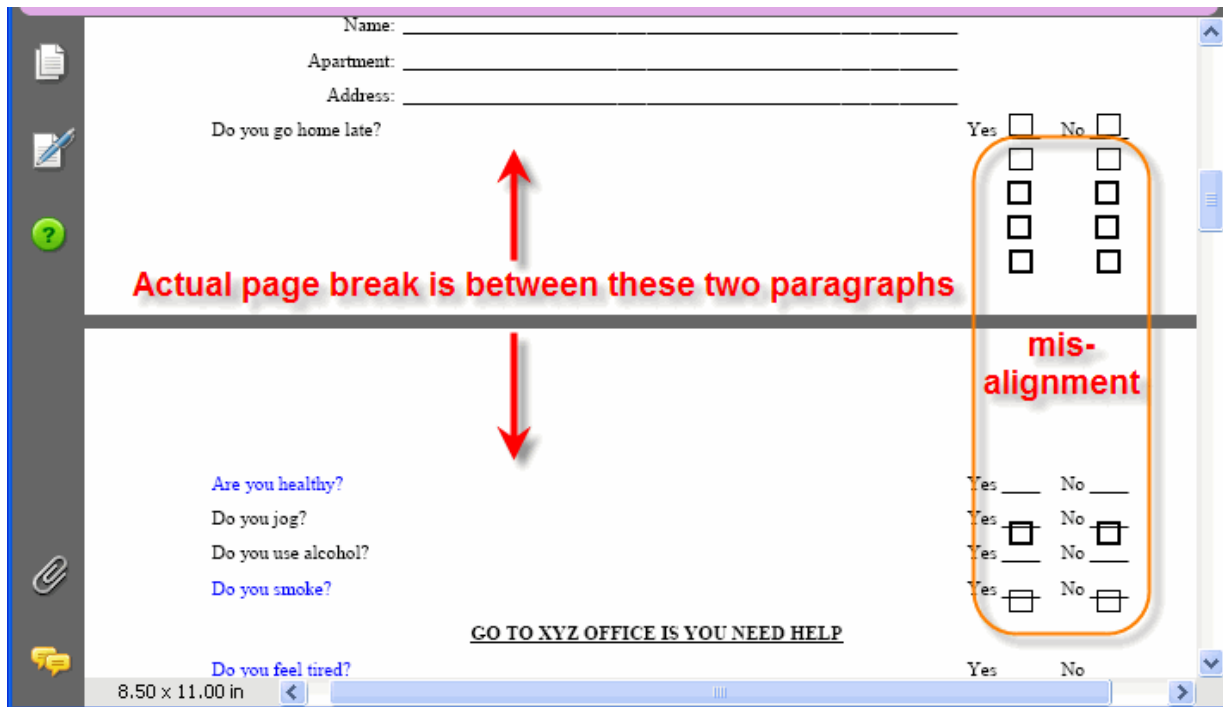 Name:
Apartment:
Address:
Do you go home late? Yes No
Actual page break is between these two paragraphs
mis-
alignment
Are you healthy? Yes No
Do you jog? Yes No
Do you use alcohol? Yes No
Do you smoke? Yes No
GO TO XYZ OFFICE IS YOU NEED HELP
Do you feel tired? Yes No
8.50 x 11.00 in
?